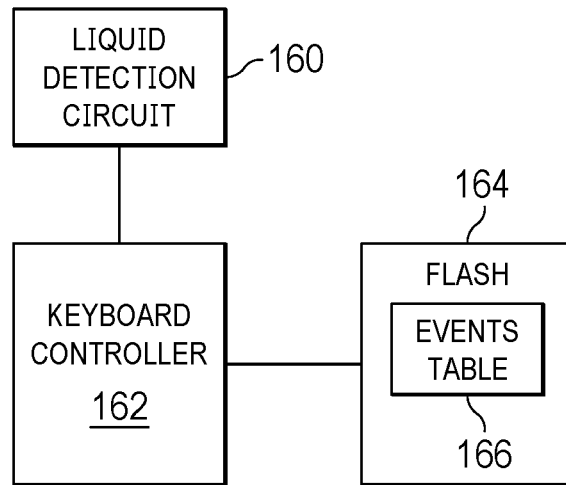 LIQUID
DETECTION
CIRCUIT
160
164
KEYBOARD
CONTROLLER
162
FLASH
EVENTS
TABLE
166